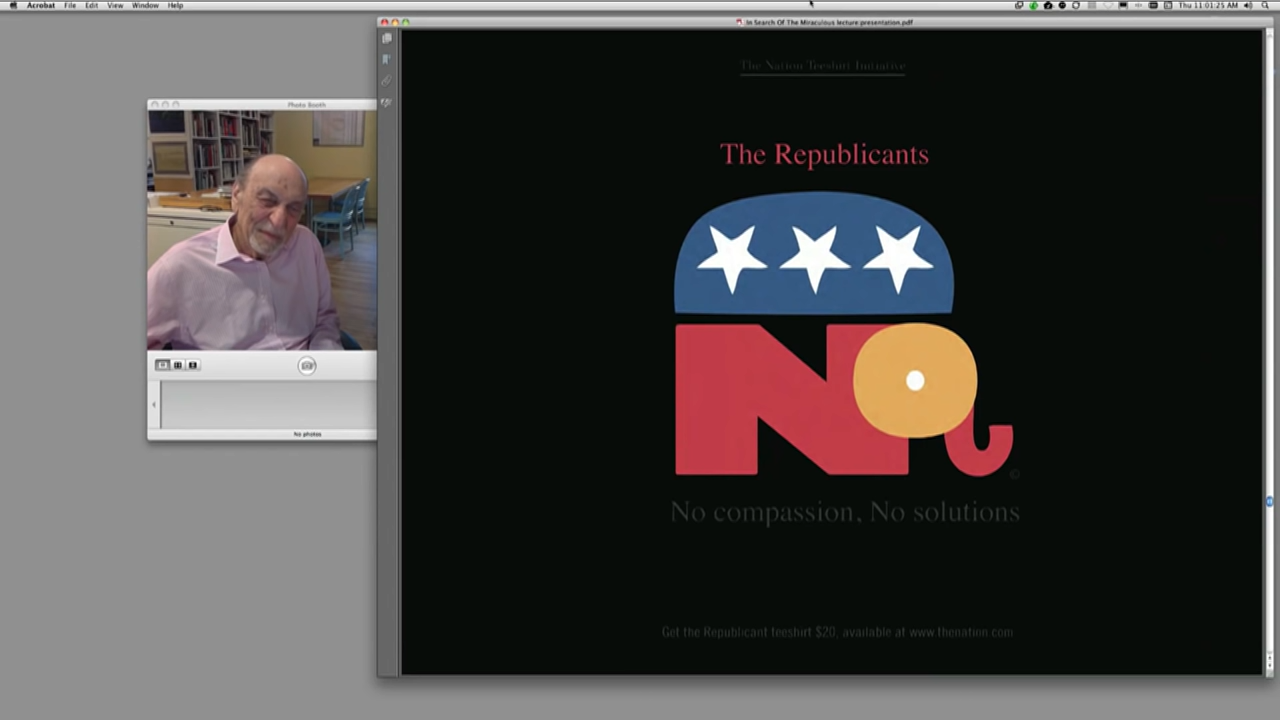 Acrobat File Edit View Window Help
Thu 11:01:25 AM
In Search Of The Miraculous lecture presentation.pdf
Photo Booth
No photos
The Nation Teeshirt Initiative
The Republicants
No
©
No compassion, No solutions
Get the Republicant teeshirt $20, available at www.thenation.com